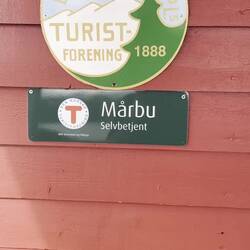 TURIST-
FORENING
1888
T
Mårbu
Selvbetjent